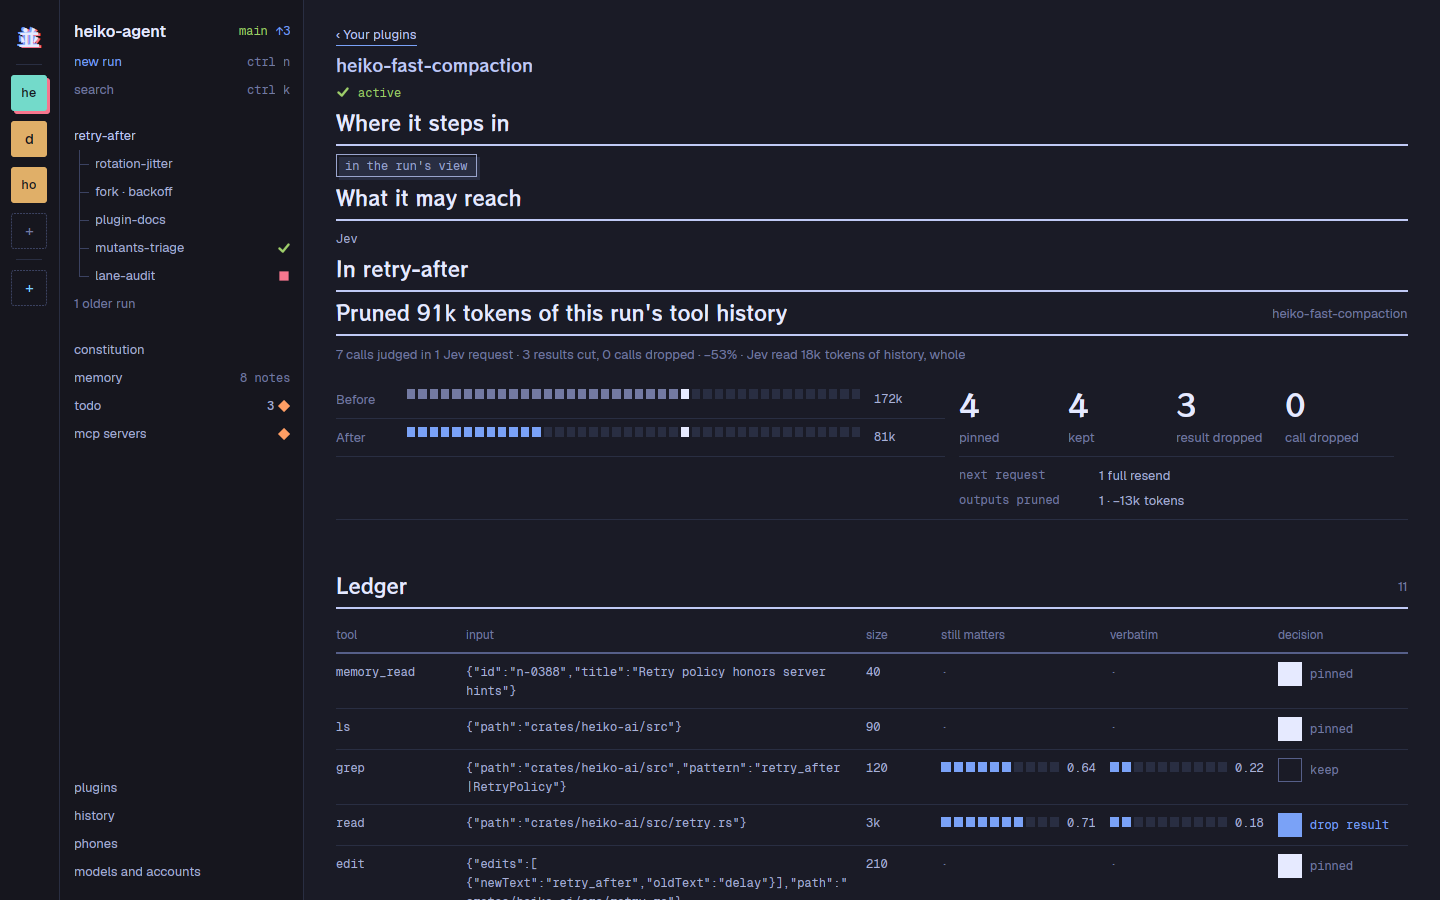 heiko-agent main ↑3
new run ctrl n
search ctrl k
he
d
ho
+
+
retry-after
rotation-jitter
fork · backoff
plugin-docs
mutants-triage
lane-audit
1 older run
constitution
memory 8 notes
todo 3
mcp servers
plugins
history
phones
models and accounts
‹ Your plugins
heiko-fast-compaction
active
Where it steps in
in the run's view
What it may reach
Jev
In retry-after
Pruned 91k tokens of this run's tool history heiko-fast-compaction
7 calls judged in 1 Jev request · 3 results cut, 0 calls dropped · −53% · Jev read 18k tokens of history, whole
Before 172k
After 81k
4 4 3 0
pinned kept result dropped call dropped
next request 1 full resend
outputs pruned 1 · −13k tokens
Ledger 11
tool input size still matters verbatim decision
memory_read {"id":"n-0388","title":"Retry policy honors server 40 · · pinned
hints"}
ls {"path":"crates/heiko-ai/src"} 90 · · pinned
grep {"path":"crates/heiko-ai/src","pattern":"retry_after 120 0.64 0.22 keep
|RetryPolicy"}
read {"path":"crates/heiko-ai/src/retry.rs"} 3k 0.71 0.18 drop result
edit {"edits":[ 210 · · pinned
{"newText":"retry_after","oldText":"delay"}],"path":"